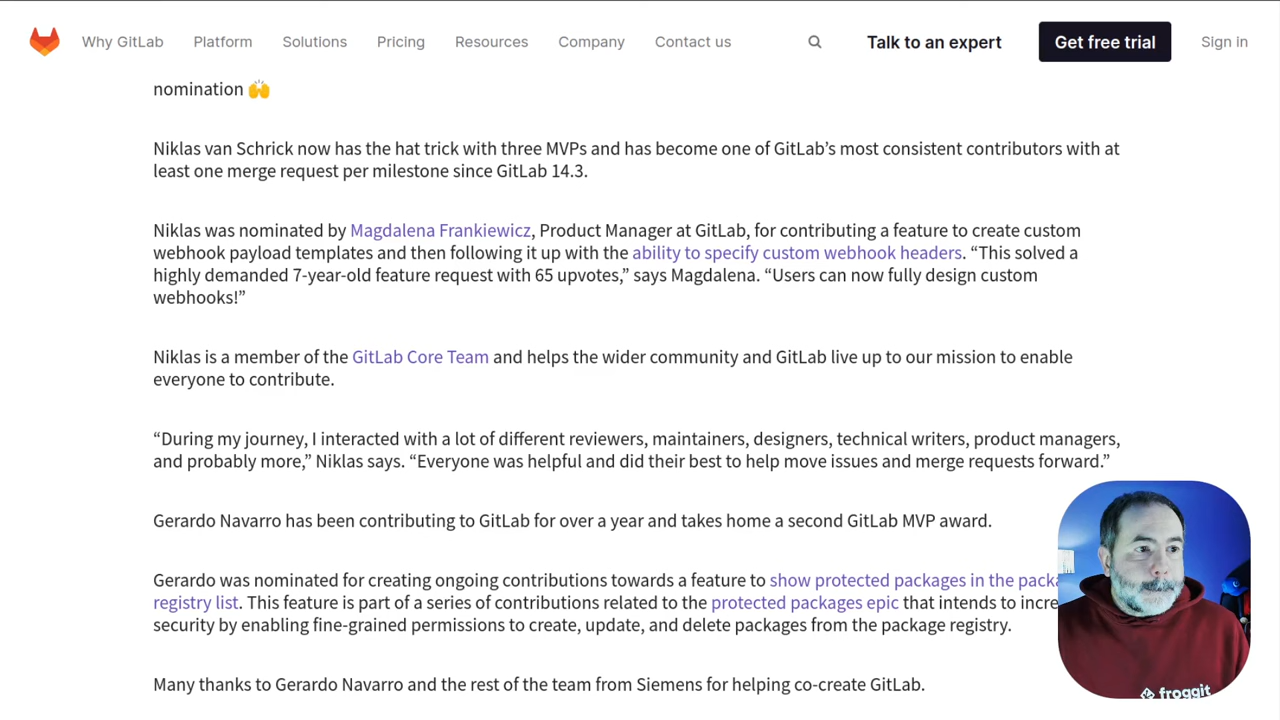 Why GitLab Platform Solutions Pricing Resources Company Contact us Talk to an expert Get free trial Sign in
nomination 🙌
Niklas van Schrick now has the hat trick with three MVPs and has become one of GitLab’s most consistent contributors with at
least one merge request per milestone since GitLab 14.3.
Niklas was nominated by Magdalena Frankiewicz, Product Manager at GitLab, for contributing a feature to create custom
webhook payload templates and then following it up with the ability to specify custom webhook headers. “This solved a
highly demanded 7-year-old feature request with 65 upvotes,” says Magdalena. “Users can now fully design custom
webhooks!”
Niklas is a member of the GitLab Core Team and helps the wider community and GitLab live up to our mission to enable
everyone to contribute.
“During my journey, I interacted with a lot of different reviewers, maintainers, designers, technical writers, product managers,
and probably more,” Niklas says. “Everyone was helpful and did their best to help move issues and merge requests forward.”
Gerardo Navarro has been contributing to GitLab for over a year and takes home a second GitLab MVP award.
Gerardo was nominated for creating ongoing contributions towards a feature to show protected packages in the packa
registry list. This feature is part of a series of contributions related to the protected packages epic that intends to incre
security by enabling fine-grained permissions to create, update, and delete packages from the package registry.
Many thanks to Gerardo Navarro and the rest of the team from Siemens for helping co-create GitLab.
froggit